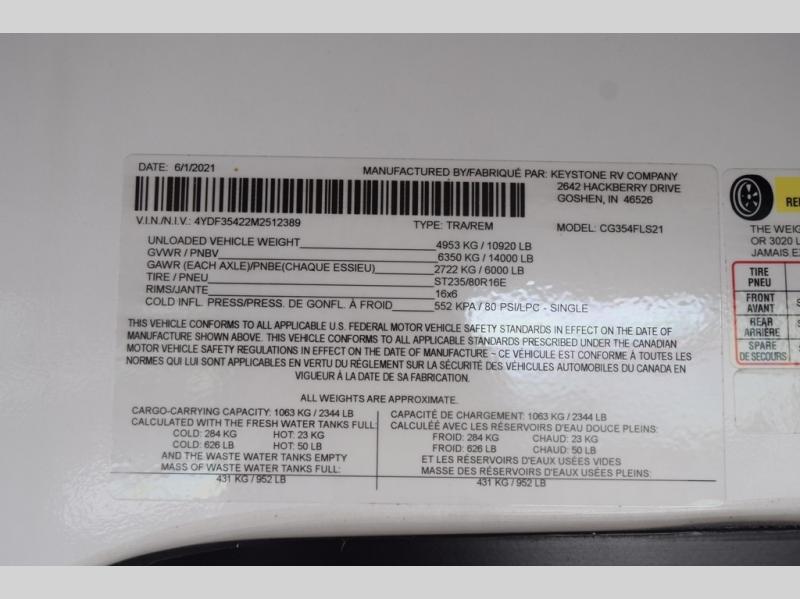 DATE: 6/1/2021
MANUFACTURED BY/FABRIQUÉ PAR: KEYSTONE RV COMPANY
2642 HACKBERRY DRIVE
GOSHEN, IN 46526
V.I.N./N.I.V.: 4YDF35422M2512389
TYPE: TRA/REM
MODEL: CG354FLS21
UNLOADED VEHICLE WEIGHT 4953 KG / 10920 LB
GVWR / PNBV 6350 KG / 14000 LB
GAWR (EACH AXLE)/PNBE(CHAQUE ESSIEU) 2722 KG / 6000 LB
TIRE / PNEU ST235/80R16E
RIMS/JANTE 16x6
COLD INFL. PRESS/PRESS. DE GONFL. À FROID 552 KPA / 80 PSI/LPC - SINGLE
THIS VEHICLE CONFORMS TO ALL APPLICABLE U.S. FEDERAL MOTOR VEHICLE SAFETY STANDARDS IN EFFECT ON THE DATE OF
MANUFACTURE SHOWN ABOVE. THIS VEHICLE CONFORMS TO ALL APPLICABLE STANDARDS PRESCRIBED UNDER THE CANADIAN
MOTOR VEHICLE SAFETY REGULATIONS IN EFFECT ON THE DATE OF MANUFACTURE – CE VÉHICULE EST CONFORME À TOUTES LES
NORMES QUI LUI SONT APPLICABLES EN VERTU DU RÉGLEMENT SUR LA SÉCURITÉ DES VÉHICULES AUTOMOBILES DU CANADA EN
VIGUEUR À LA DATE DE SA FABRICATION.
ALL WEIGHTS ARE APPROXIMATE.
CARGO-CARRYING CAPACITY: 1063 KG / 2344 LB
CALCULATED WITH THE FRESH WATER TANKS FULL:
COLD: 284 KG HOT: 23 KG
COLD: 626 LB HOT: 50 LB
AND THE WASTE WATER TANKS EMPTY
MASS OF WASTE WATER TANKS FULL:
431 KG / 952 LB
CAPACITÉ DE CHARGEMENT: 1063 KG / 2344 LB
CALCULÉE AVEC LES RÉSERVOIRS D'EAU DOUCE PLEINS:
FROID: 284 KG CHAUD: 23 KG
FROID: 626 LB CHAUD: 50 LB
ET LES RÉSERVOIRS D'EAUX USÉES VIDES
MASSE DES RÉSERVOIRS D'EAUX USÉES PLEINS:
431 KG / 952 LB
THE WEIG
OR 3020 L
JAMAIS EX
TIRE
PNEU
FRONT
AVANT
REAR
ARRIÈRE
SPARE
DE SECOURS